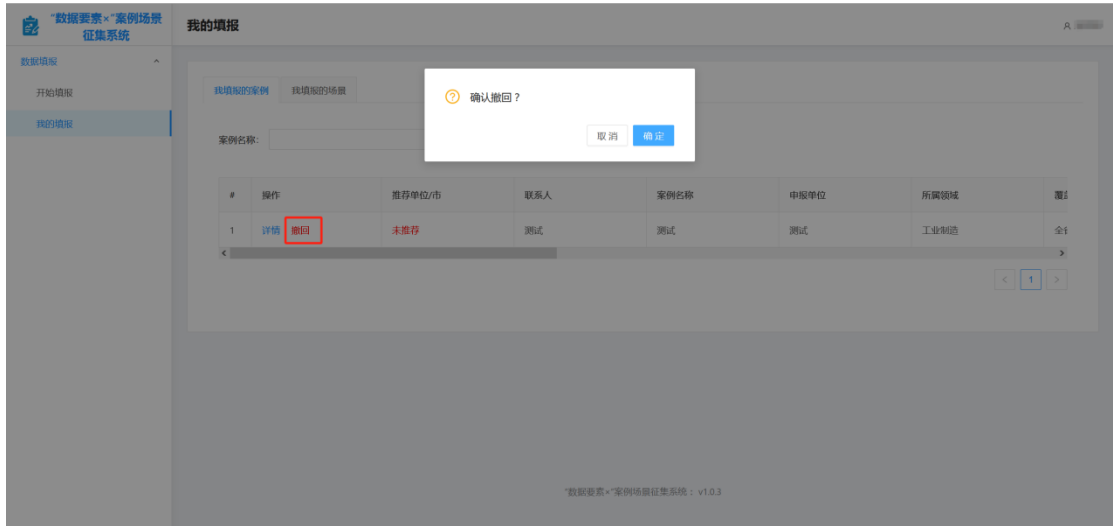 "数据要素×"案例场景
征集系统
我的填报
数据填报
开始填报
我的填报
我填报的案例 我填报的场景
确认撤回？
取消 确定
案例名称:
# 操作 推荐单位/市 联系人 案例名称 申报单位 所属领域
1 详情 撤回 未推荐 测试 测试 测试 工业制造
< >
< 1 >
"数据要素×"案例场景征集系统： v1.0.3